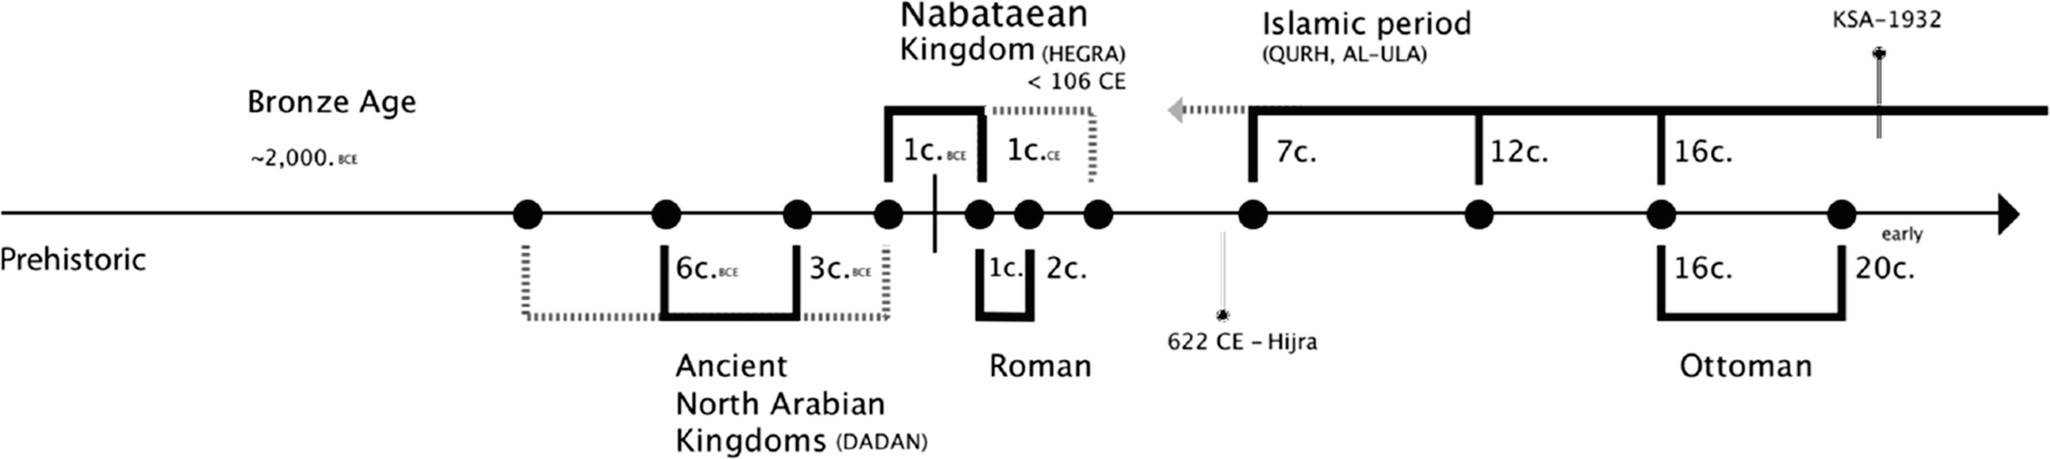 Nabataean
Kingdom (HEGRA)
< 106 CE
Islamic period
(QURH, AL-ULA)
KSA-1932
Bronze Age
~2,000. BCE
1c. BCE
1c.CE
7c.
12c.
16c.
Prehistoric
6c.BCE
3c.BCE
1c.
2c.
early
16c.
20c.
622 CE - Hijra
Ancient
North Arabian
Kingdoms (DADAN)
Roman
Ottoman